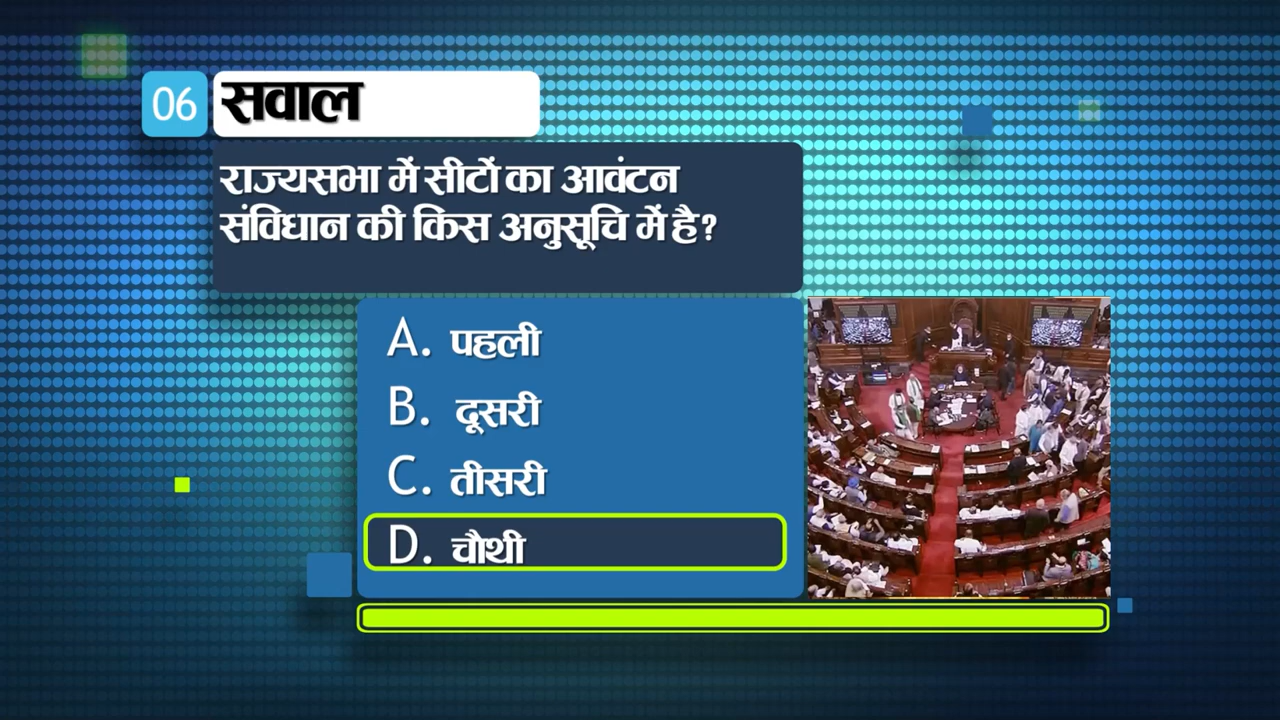 06 सवाल
राज्यसभा में सीटों का आवंटन
संविधान की किस अनुसूचि में है?
A. पहली
B. दूसरी
C. तीसरी
D. चौथी